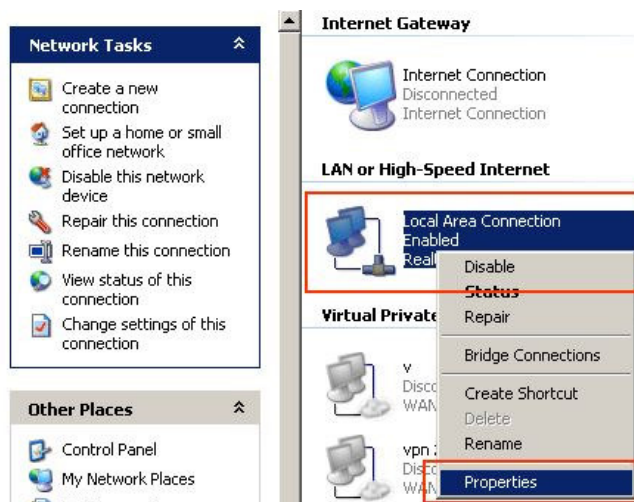 Network Tasks
Create a new
connection
Set up a home or small
office network
Disable this network
device
Repair this connection
Rename this connection
View status of this
connection
Change settings of this
connection
Other Places
Control Panel
My Network Places
Internet Gateway
Internet Connection
Disconnected
Internet Connection
LAN or High-Speed Internet
Local Area Connection
Enabled
Real
Disable
Status
Repair
Bridge Connections
Create Shortcut
Delete
Rename
Properties
Virtual Private
v
Disco
WAN
vpn
Disco
WAN